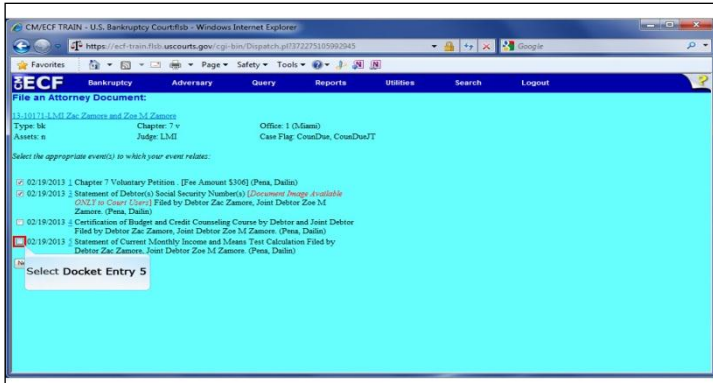 CM/ECF TRAIN - U.S. Bankruptcy Court:flsb - Windows Internet Explorer
https://ecf-train.flsb.uscourts.gov/cgi-bin/Dispatch.pl?372275105992945
Google
Favorites Page Safety Tools
ECF Bankruptcy Adversary Query Reports Utilities Search Logout ?
File an Attorney Document:
13-10171-LMI Zac Zamore and Zoe M Zamore
Type: bk Chapter: 7 v Office: 1 (Miami)
Assets: n Judge: LMI Case Flag: CounDue, CounDueJT
Select the appropriate event(s) to which your event relates:
02/19/2013 1 Chapter 7 Voluntary Petition . [Fee Amount $306] (Pena, Dailin)
02/19/2013 3 Statement of Debtor(s) Social Security Number(s) [Document Image Available
ONLY to Court Users] Filed by Debtor Zac Zamore, Joint Debtor Zoe M
Zamore. (Pena, Dailin)
02/19/2013 4 Certification of Budget and Credit Counseling Course by Debtor and Joint Debtor
Filed by Debtor Zac Zamore, Joint Debtor Zoe M Zamore. (Pena, Dailin)
02/19/2013 5 Statement of Current Monthly Income and Means Test Calculation Filed by
Debtor Zac Zamore, Joint Debtor Zoe M Zamore. (Pena, Dailin)
Select Docket Entry 5